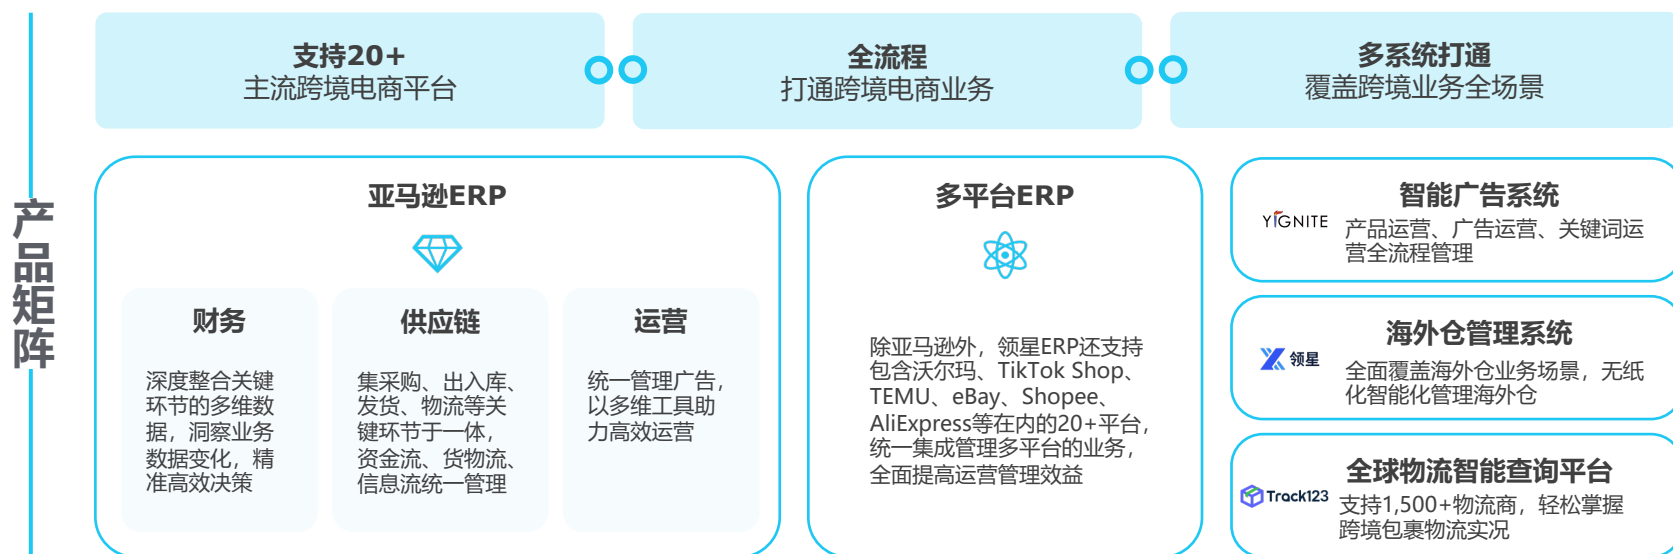 产品矩阵
支持20+
主流跨境电商平台
全流程
打通跨境电商业务
多系统打通
覆盖跨境业务全场景
亚马逊ERP
财务
深度整合关键
环节的多维数
据，洞察业务
数据变化，精
准高效决策
供应链
集采购、出入库、
发货、物流等关
键环节于一体，
资金流、货物流、
信息流统一管理
运营
统一管理广告，
以多维工具助
力高效运营
多平台ERP
除亚马逊外，领星ERP还支持
包含沃尔玛、TikTok Shop、
TEMU、eBay、Shopee、
AliExpress等在内的20+平台，
统一集成管理多平台的业务，
全面提高运营管理效益
YIGNITE
智能广告系统
产品运营、广告运营、关键词运
营全流程管理
领星
海外仓管理系统
全面覆盖海外仓业务场景，无纸
化智能化管理海外仓
Track123
全球物流智能查询平台
支持1,500+物流商，轻松掌握
跨境包裹物流实况